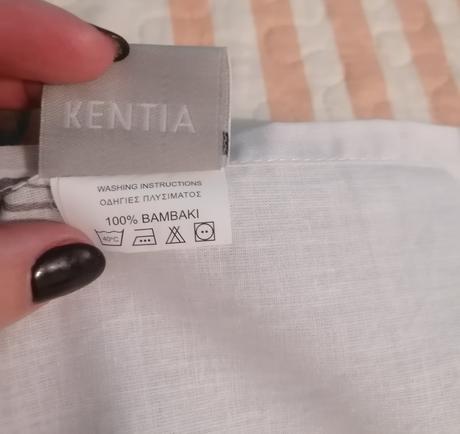 KENTIA
WASHING INSTRUCTIONS
ΟΔΗΓΙΕΣ ΠΛΥΣΙΜΑΤΟΣ
100% ΒΑΜΒΑΚΙ
40°C